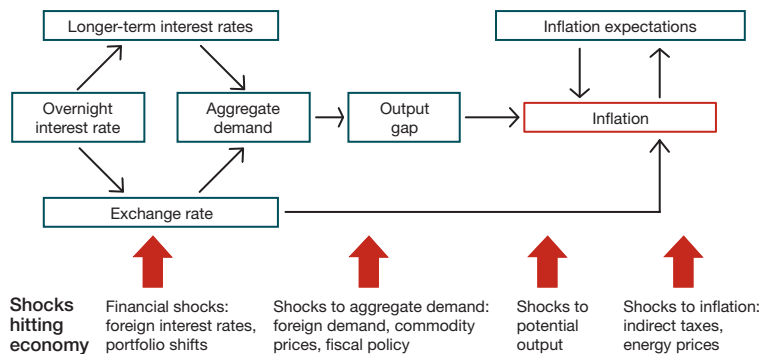 Longer-term interest rates
Inflation expectations
Overnight
interest rate
Aggregate
demand
Output
gap
Inflation
Exchange rate
Shocks
hitting
economy
Financial shocks:
foreign interest rates,
portfolio shifts
Shocks to aggregate demand:
foreign demand, commodity
prices, fiscal policy
Shocks to
potential
output
Shocks to inflation:
indirect taxes,
energy prices